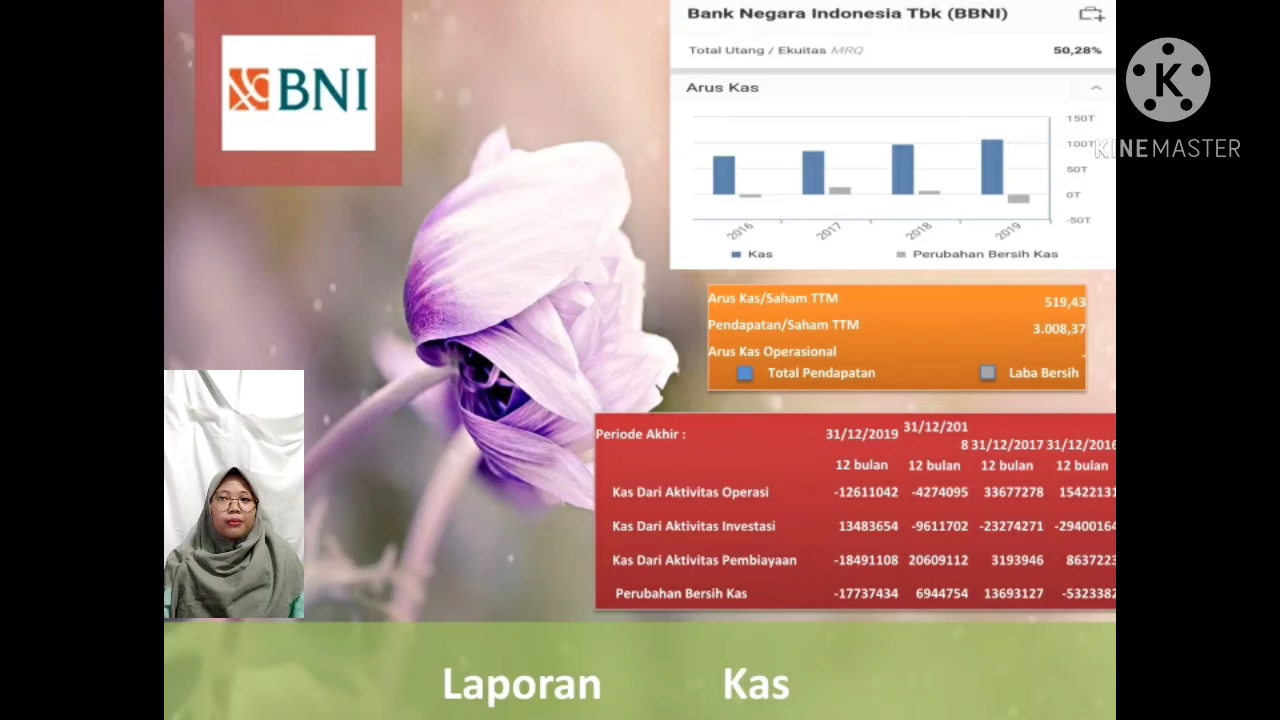 BNI
Bank Negara Indonesia Tbk (BBNI)
Total Utang / Ekuitas MRQ 50,28%
Arus Kas
150T
100T
50T
0T
-50T
2016 2017 2018 2019
Kas Perubahan Bersih Kas
K
KINEMASTER
Arus Kas/Saham TTM 519,43
Pendapatan/Saham TTM 3.008,37
Arus Kas Operasional -
Total Pendapatan Laba Bersih
Periode Akhir : 31/12/2019 31/12/201
8 31/12/2017 31/12/2016
12 bulan 12 bulan 12 bulan 12 bulan
Kas Dari Aktivitas Operasi -12611042 -4274095 33677278 15422131
Kas Dari Aktivitas Investasi 13483654 -9611702 -23274271 -29400164
Kas Dari Aktivitas Pembiayaan -18491108 20609112 3193946 8637223
Perubahan Bersih Kas -17737434 6944754 13693127 -5323382
Laporan Kas